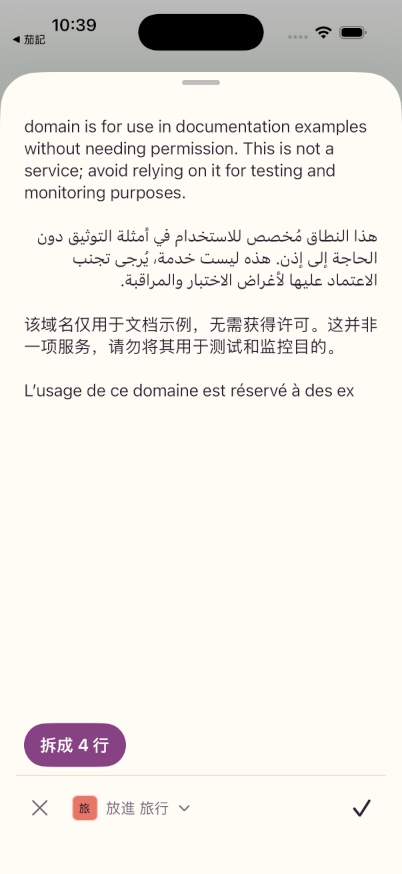 10:39
◀ 茄記
domain is for use in documentation examples
without needing permission. This is not a
service; avoid relying on it for testing and
monitoring purposes.
هذا النطاق مُخصص للاستخدام في أمثلة التوثيق دون
الحاجة إلى إذن. هذه ليست خدمة، يُرجى تجنب
الاعتماد عليها لأغراض الاختبار والمراقبة.
该域名仅用于文档示例，无需获得许可。这并非
一项服务，请勿将其用于测试和监控目的。
L’usage de ce domaine est réservé à des ex
拆成 4 行
旅 放進 旅行